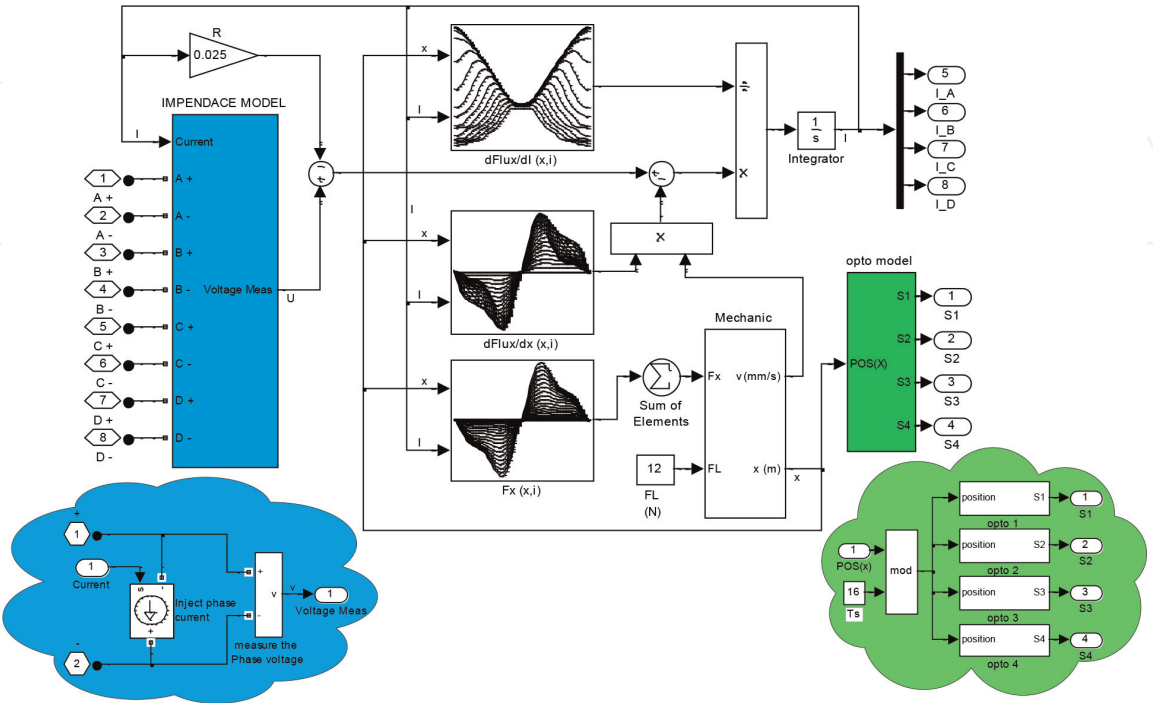 R
0.025
IMPENDACE MODEL
I
Current
1
A +
A +
2
A -
A -
3
B +
B +
4
B -
B -
5
C +
C +
6
C -
C -
7
D +
D +
8
D -
D -
Voltage Meas
U
+
-
x
I
dFlux/dI (x,i)
I
x
I
dFlux/dx (x,i)
x
I
Fx (x,i)
+
-
÷
X
X
1
s
Integrator
I
5
I_A
6
I_B
7
I_C
8
I_D
Sum of
Elements
12
FL
(N)
Mechanic
Fx
v(mm/s)
FL
x (m)
x
opto model
POS(X)
S1
S2
S3
S4
1
S1
2
S2
3
S3
4
S4
+
1
1
Current
s
-
+
Inject phase
current
-
2
+
-
v
v
measure the
Phase voltage
1
Voltage Meas
1
POS(x)
16
Ts
mod
position
S1
opto 1
1
S1
position
S2
opto 2
2
S2
position
S3
opto 3
3
S3
position
S4
opto 4
4
S4